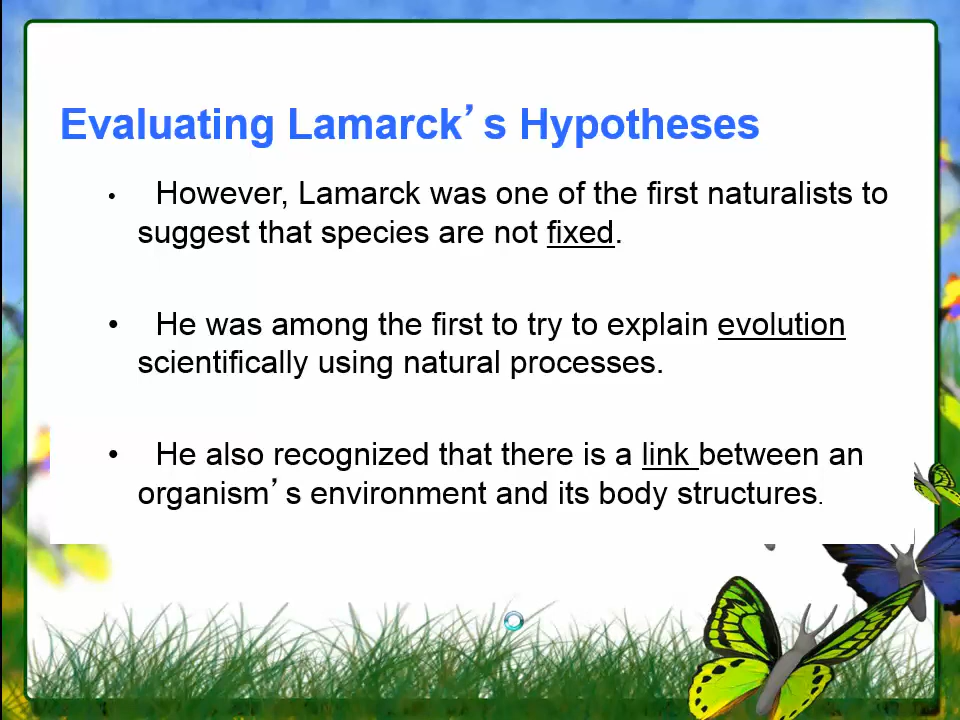 Evaluating Lamarck’s Hypotheses
• However, Lamarck was one of the first naturalists to
suggest that species are not fixed.
• He was among the first to try to explain evolution
scientifically using natural processes.
• He also recognized that there is a link between an
organism’s environment and its body structures.